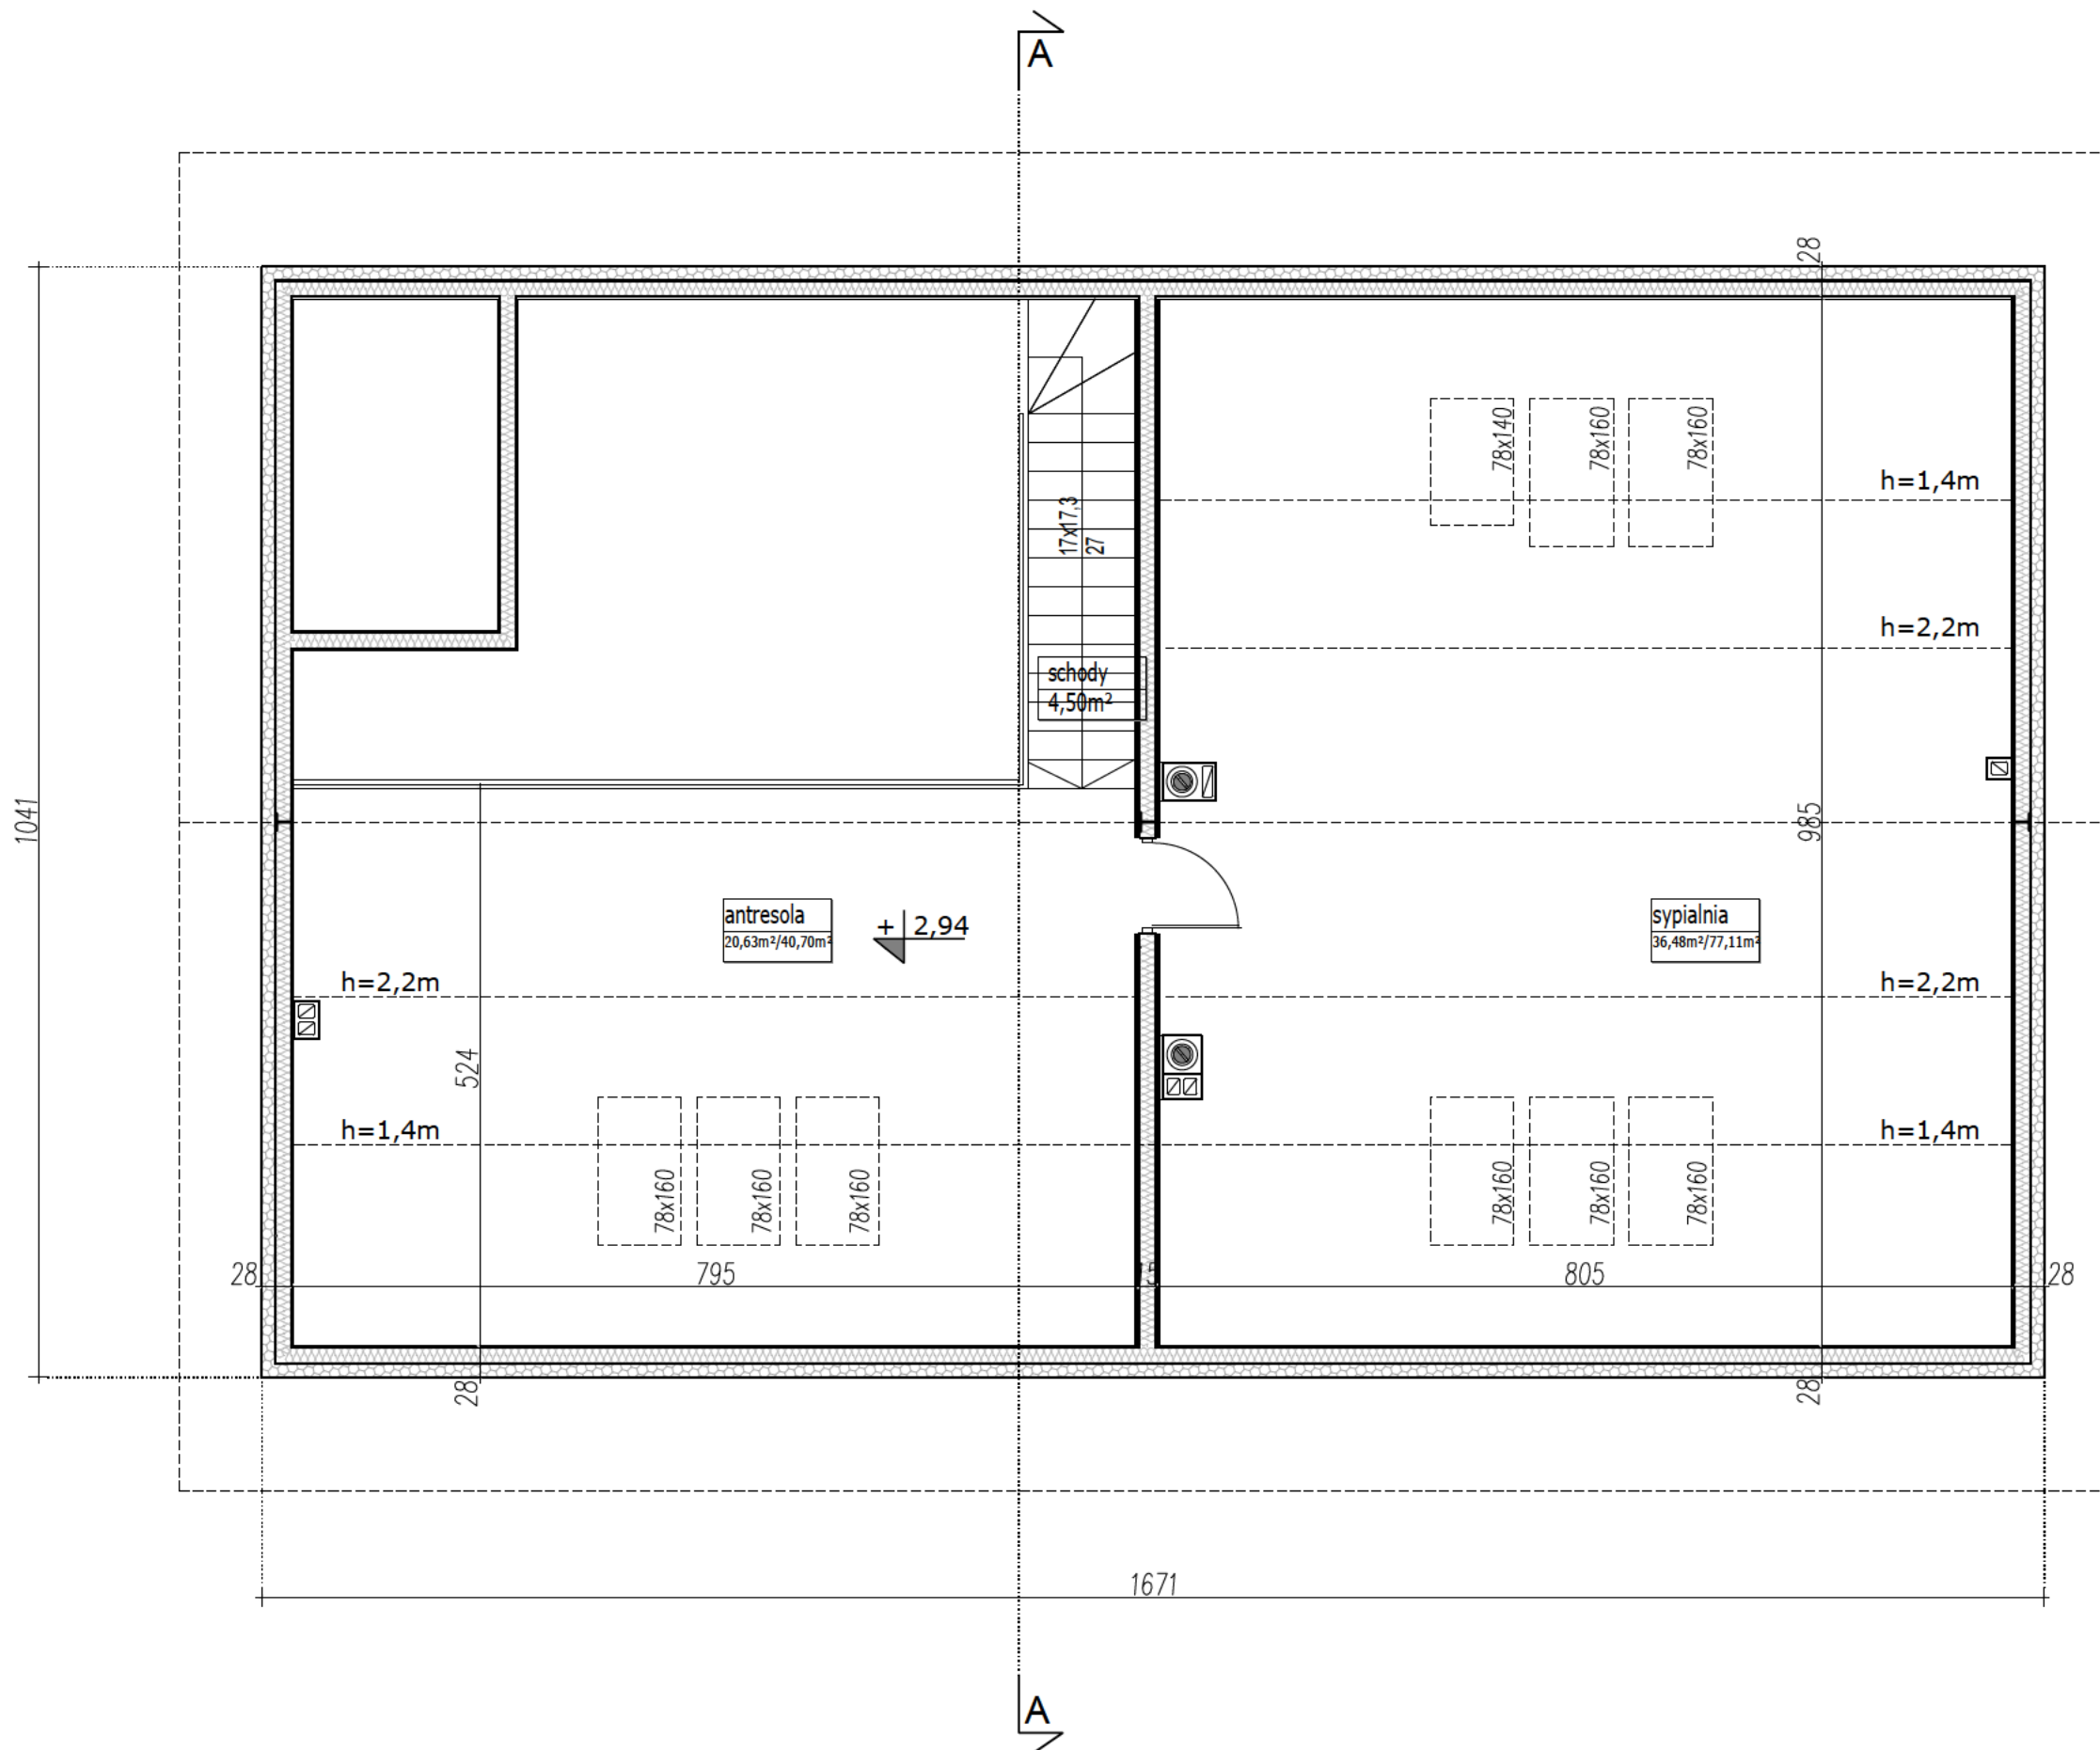 A
28
78x140
78x160
78x160
h=1,4m
17x17,3
27
h=2,2m
schody
4,50m²
1041
985
antresola
20,63m²/40,70m²
+ 2,94
sypialnia
36,48m²/77,11m²
h=2,2m
h=2,2m
524
h=1,4m
h=1,4m
78x160
78x160
78x160
78x160
78x160
78x160
28
795
15
805
28
28
28
1671
A